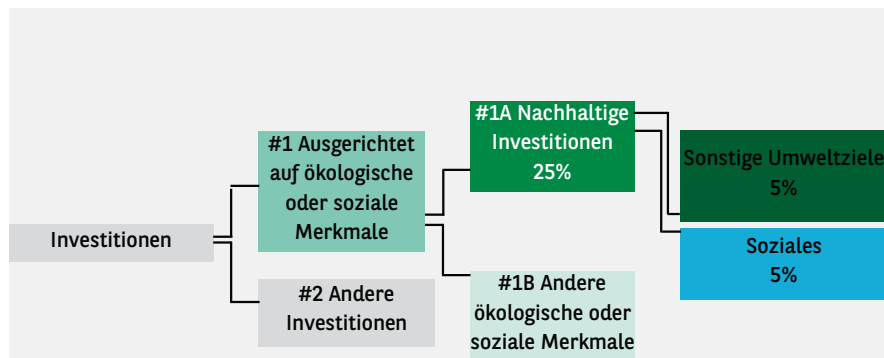 Investitionen
#1 Ausgerichtet
auf ökologische
oder soziale
Merkmale
#2 Andere
Investitionen
#1A Nachhaltige
Investitionen
25%
#1B Andere
ökologische oder
soziale Merkmale
Sonstige Umweltziele
5%
Soziales
5%